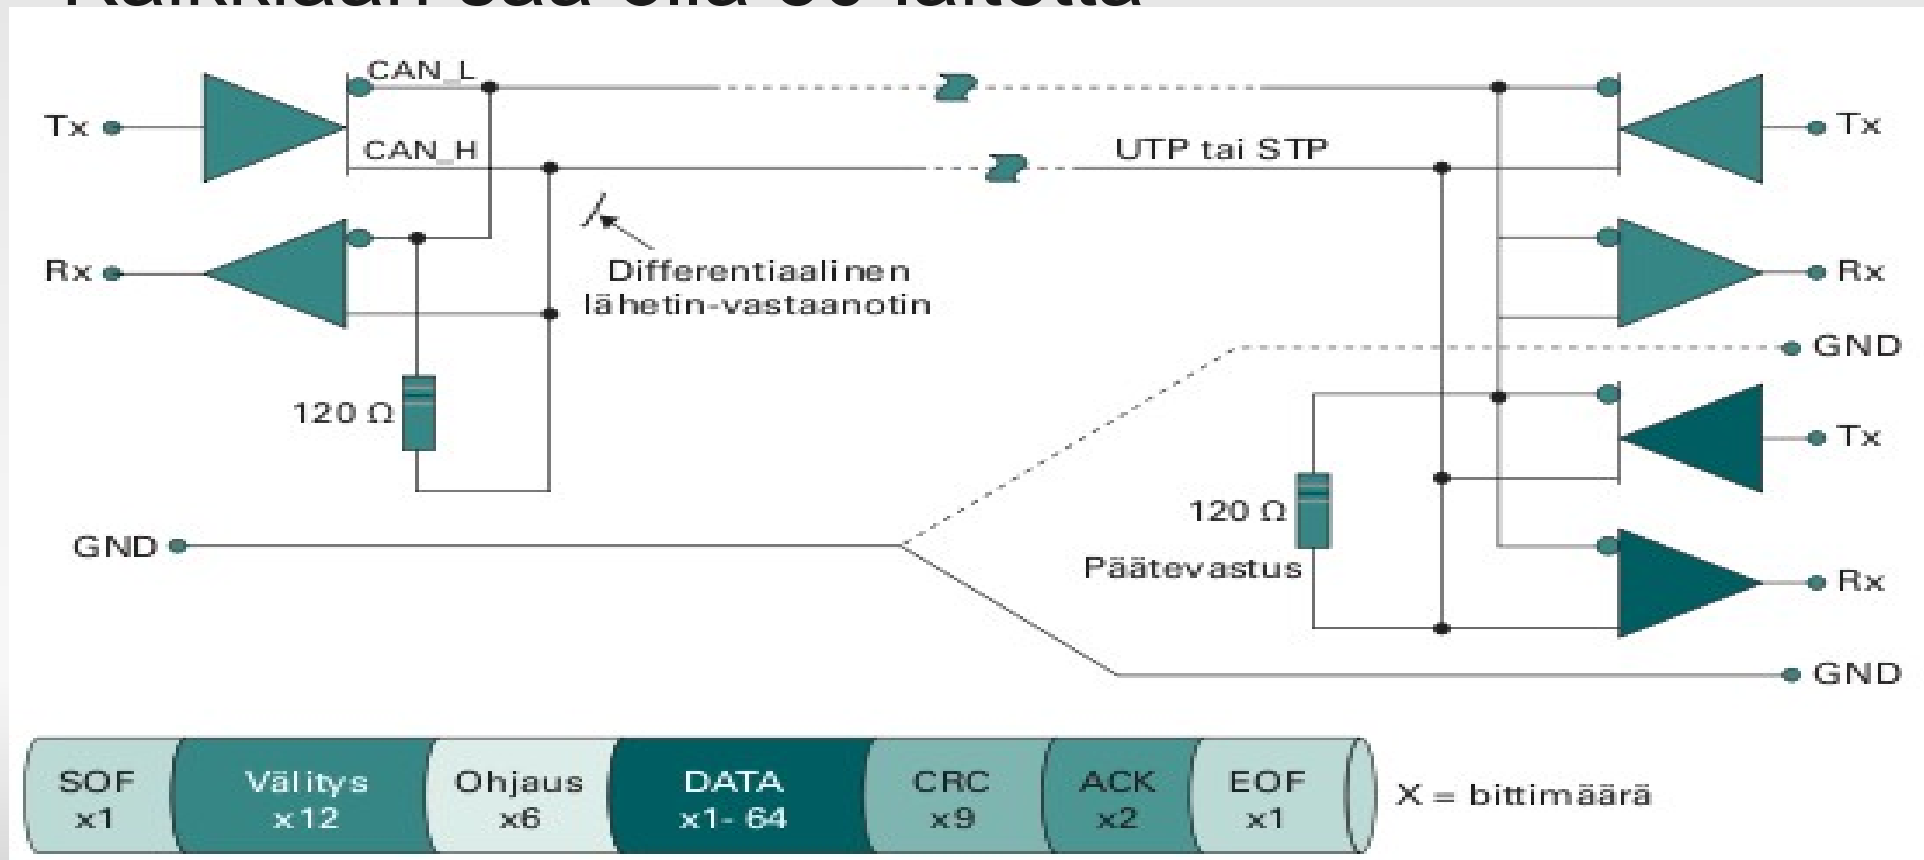 CAN_L
Tx
CAN_H
UTP tai STP
Tx
Rx
Differentiaalinen
lähetin-vastaanotin
Rx
GND
120 Ω
Tx
120 Ω
GND
Päätevastus
Rx
GND
SOF
x1
Välitys
x12
Ohjaus
x6
DATA
x1- 64
CRC
x9
ACK
x2
EOF
x1
X = bittimäärä